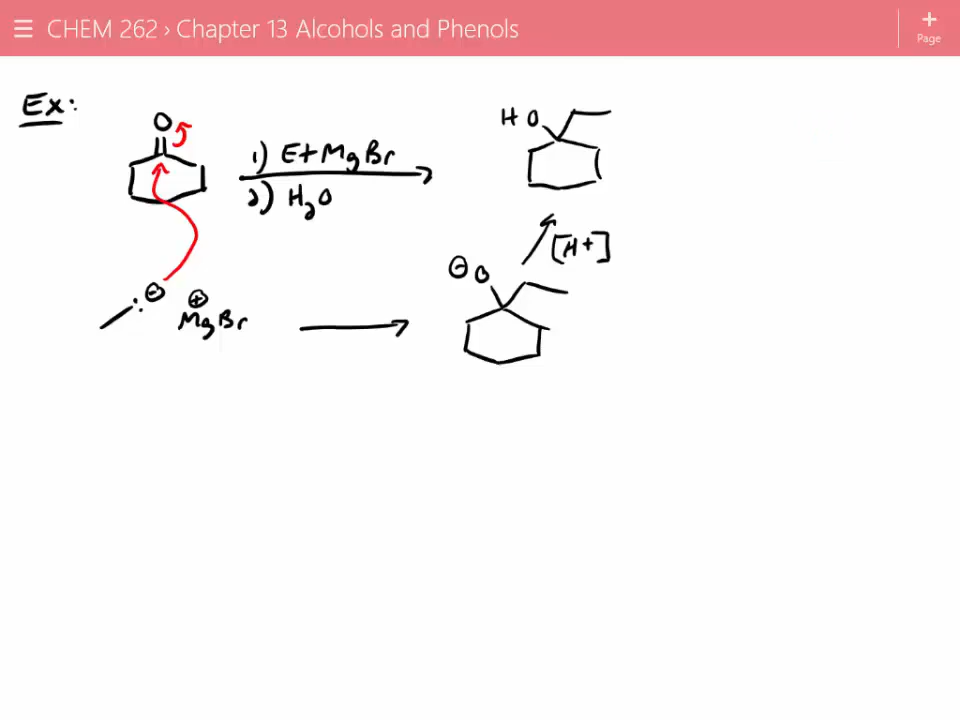 ☰ CHEM 262 › Chapter 13 Alcohols and Phenols
+
Page
Ex:
O
1) EtMgBr
2) H2O
HO
[H+]
⊖ O
⊖
:
⊕
MgBr